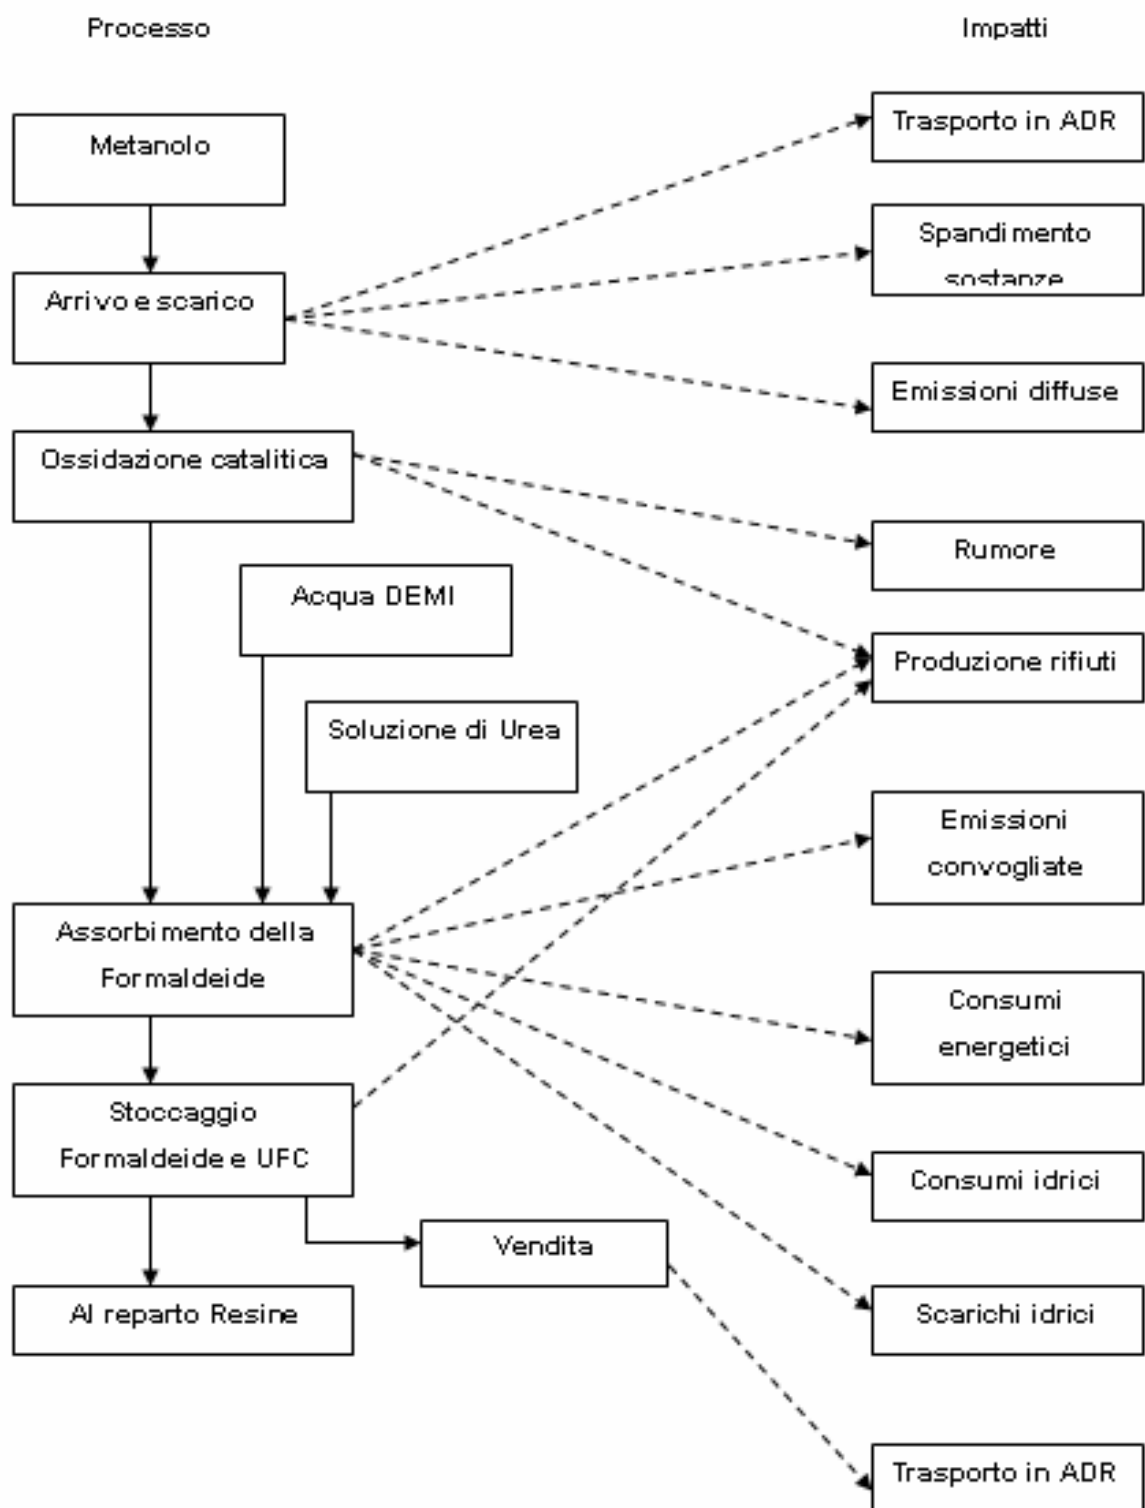 Processo
Impatti
Metanolo
Trasporto in ADR
Spandimento
sostanze
Arrivo e scarico
Emissioni diffuse
Ossidazione catalitica
Rumore
Acqua DEMI
Produzione rifiuti
Soluzione di Urea
Emissioni
convogliate
Assorbimento della
Formaldeide
Consumi
energetici
Stoccaggio
Formaldeide e UFC
Consumi idrici
Vendita
Al reparto Resine
Scarichi idrici
Trasporto in ADR